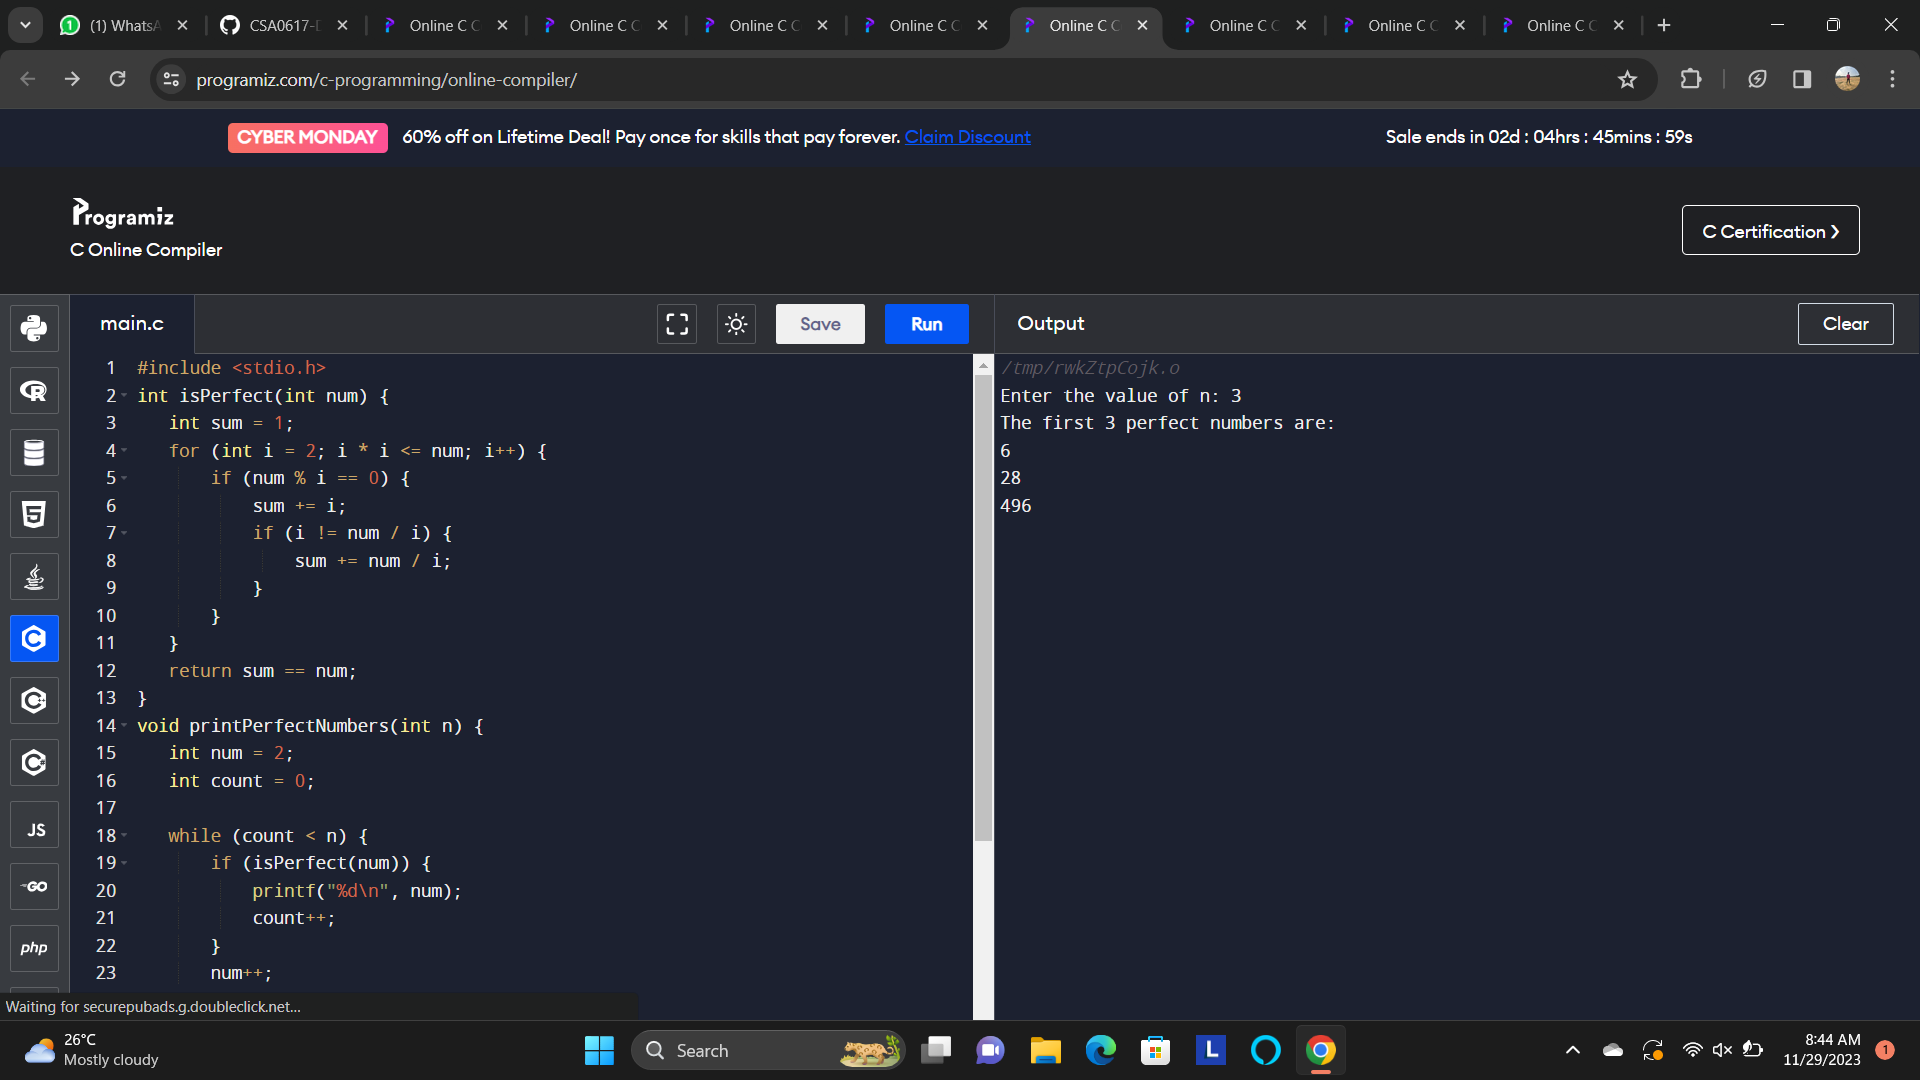 (1) WhatsA
CSA0617-D
Online C C
Online C C
Online C C
Online C C
Online C C
Online C C
Online C C
Online C C
programiz.com/c-programming/online-compiler/
CYBER MONDAY 60% off on Lifetime Deal! Pay once for skills that pay forever. Claim Discount Sale ends in 02d : 04hrs : 45mins : 59s
Programiz
C Online Compiler
C Certification ›
main.c
Save
Run
Output
Clear
1 #include <stdio.h>
2 int isPerfect(int num) {
3 int sum = 1;
4 for (int i = 2; i * i <= num; i++) {
5 if (num % i == 0) {
6 sum += i;
7 if (i != num / i) {
8 sum += num / i;
9 }
10 }
11 }
12 return sum == num;
13 }
14 void printPerfectNumbers(int n) {
15 int num = 2;
16 int count = 0;
17
18 while (count < n) {
19 if (isPerfect(num)) {
20 printf("%d\n", num);
21 count++;
22 }
23 num++;
/tmp/rwkZtpCojk.o
Enter the value of n: 3
The first 3 perfect numbers are:
6
28
496
JS
GO
php
Waiting for securepubads.g.doubleclick.net...
26°C
Mostly cloudy
Search
L
8:44 AM
11/29/2023
1